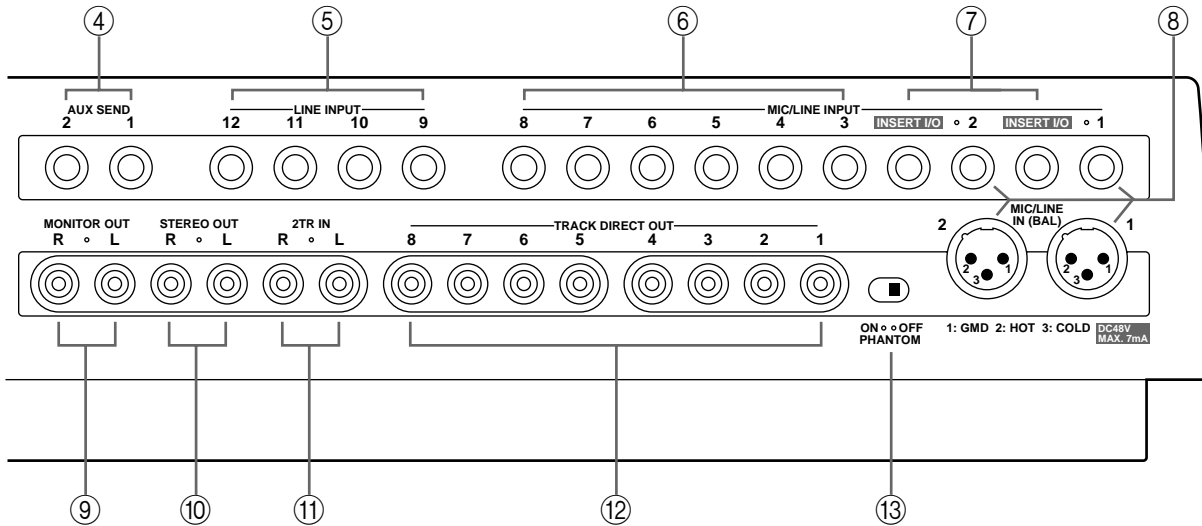 ④ ⑤ ⑥ ⑦ ⑧
AUX SEND
2 1
LINE INPUT
12 11 10 9
MIC/LINE INPUT
8 7 6 5 4 3 INSERT I/O 2 INSERT I/O 1
MONITOR OUT
R L
STEREO OUT
R L
2TR IN
R L
TRACK DIRECT OUT
8 7 6 5 4 3 2 1
ON OFF
PHANTOM
MIC/LINE
IN (BAL)
2 1
2 1
3
2 1
3
1: GMD 2: HOT 3: COLD
DC48V
MAX. 7mA
⑨ ⑩ ⑪ ⑫ ⑬